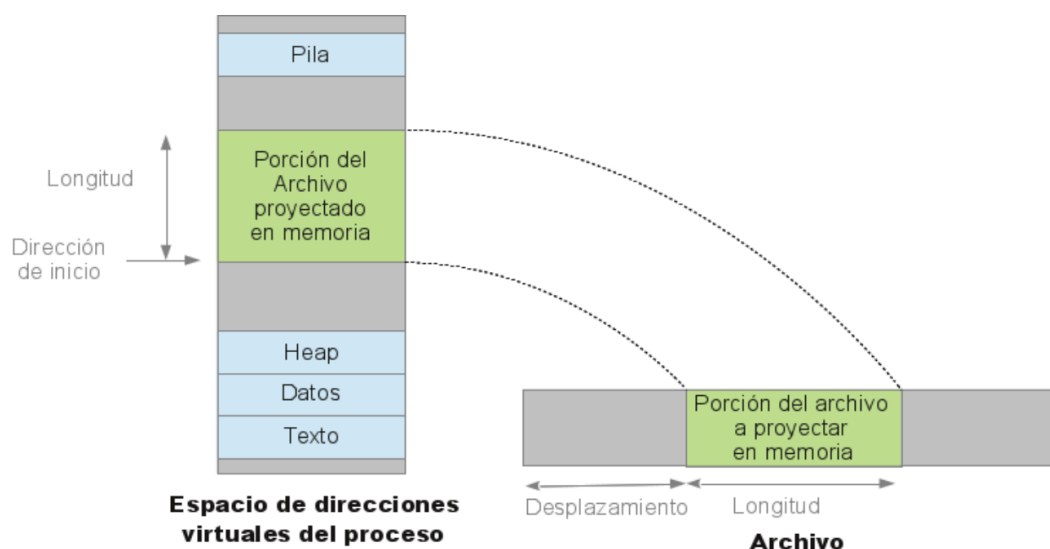 Pila
Longitud
Porción del
Archivo
proyectado
en memoria
Dirección
de inicio
Heap
Datos
Texto
Espacio de direcciones
virtuales del proceso
Porción del archivo
a proyectar
en memoria
Desplazamiento
Longitud
Archivo